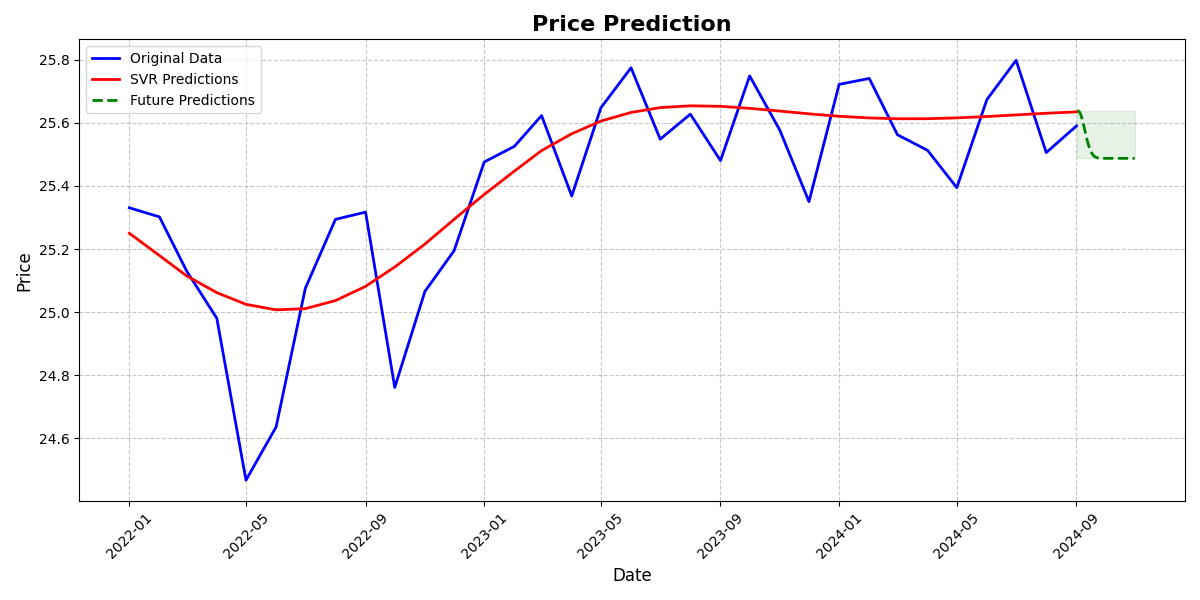 Price Prediction
Original Data
SVR Predictions
Future Predictions
Price
25.8
25.6
25.4
25.2
25.0
24.8
24.6
2022-01
2022-05
2022-09
2023-01
2023-05
2023-09
2024-01
2024-05
2024-09
Date